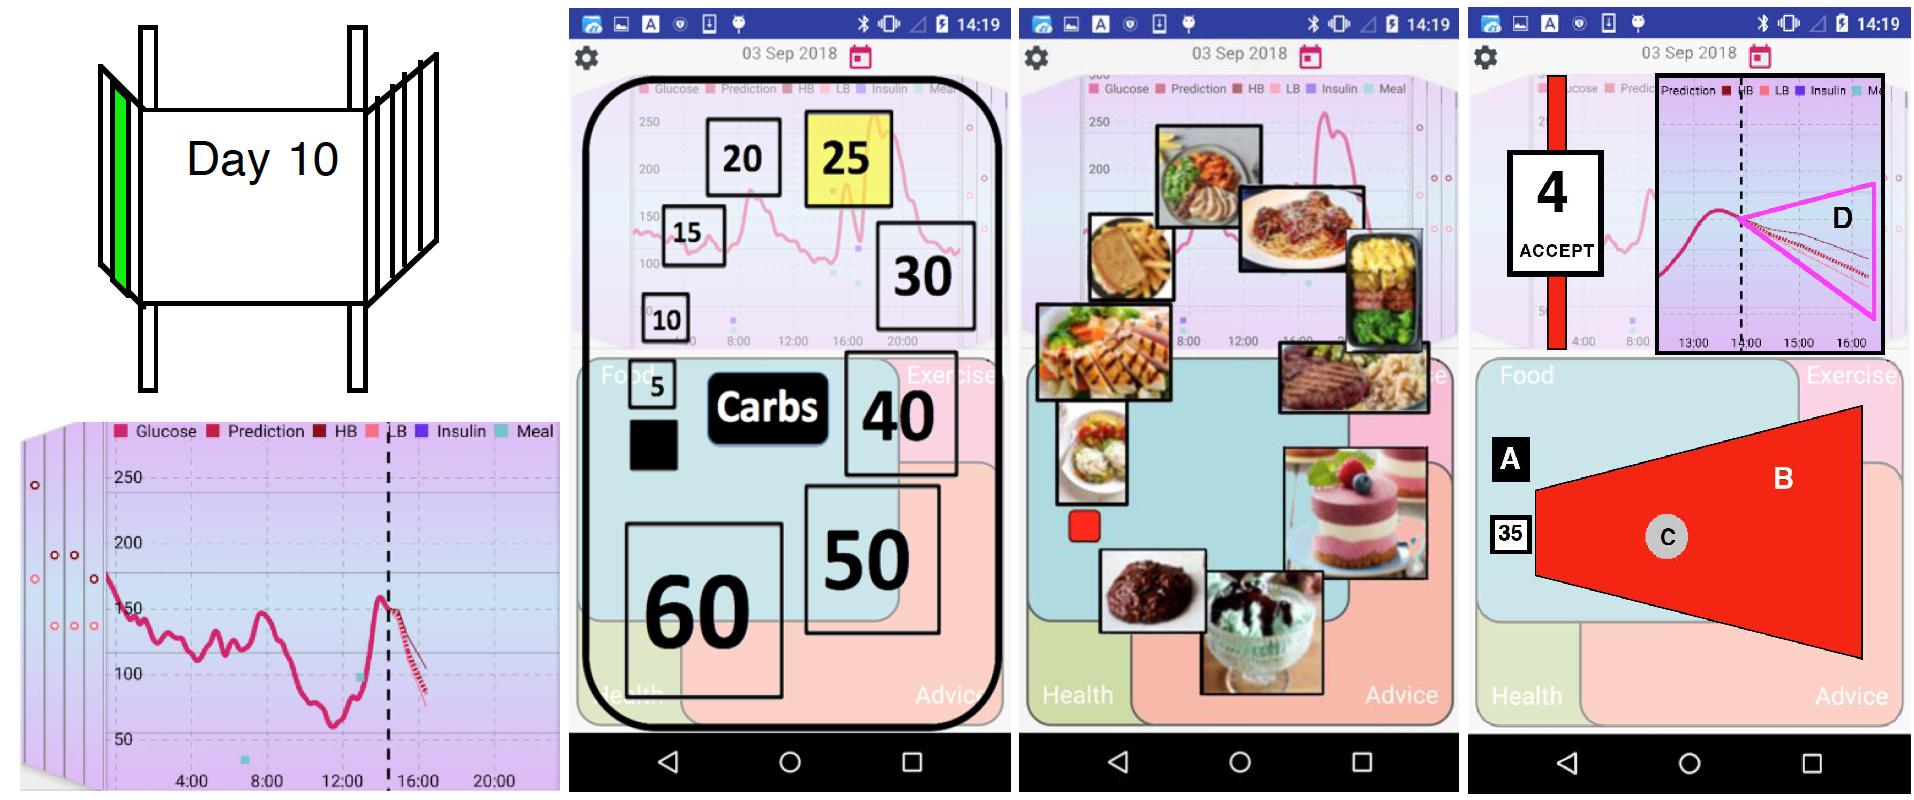 Day 10
Glucose Prediction HB LB Insulin Meal
250
200
150
100
50
4:00 8:00 12:00 16:00 20:00
A 14:19
03 Sep 2018
Glucose Prediction HB LB Insulin Meal
250
200
150
100
50
8:00 12:00 16:00 20:00
20
25
15
30
10
5
Carbs
40
50
60
Food Exercise
Health Advice
A 14:19
03 Sep 2018
Glucose Prediction HB LB Insulin Meal
250
200
8:00 12:00 16:00
Health Advice
A 14:19
03 Sep 2018
Prediction HB LB Insulin
4
ACCEPT
D
4:00 8:00
13:00 14:00 15:00 16:00
Food Exercise
A
B
35
C
Health Advice